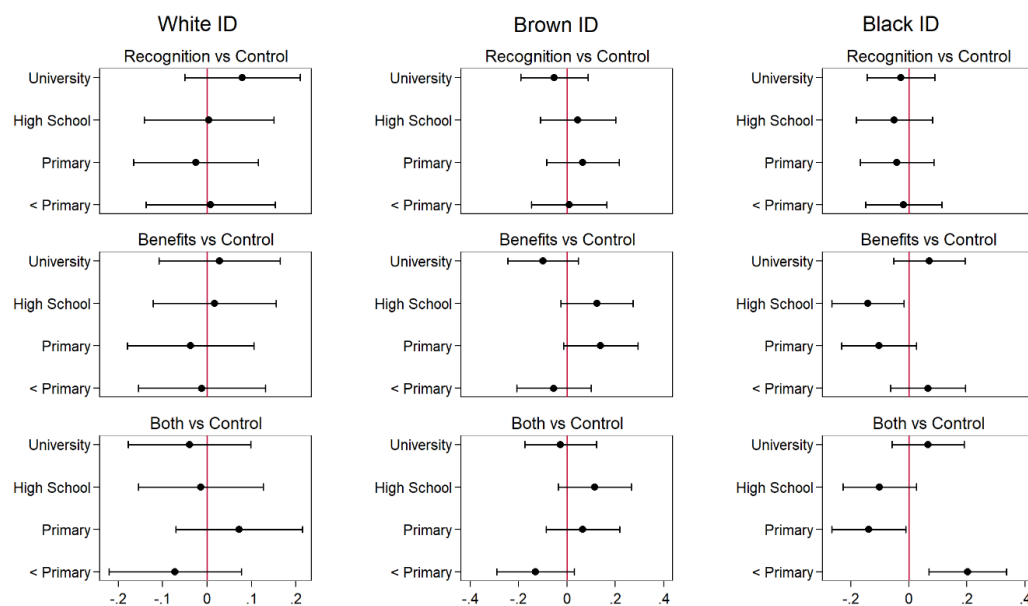 White ID
Brown ID
Black ID
Recognition vs Control
Recognition vs Control
Recognition vs Control
University
University
University
High School
High School
High School
Primary
Primary
Primary
< Primary
< Primary
< Primary
Benefits vs Control
Benefits vs Control
Benefits vs Control
University
University
University
High School
High School
High School
Primary
Primary
Primary
< Primary
< Primary
< Primary
Both vs Control
Both vs Control
Both vs Control
University
University
University
High School
High School
High School
Primary
Primary
Primary
< Primary
< Primary
< Primary
-.2 -.1 0 .1 .2
-.4 -.2 0 .2 .4
-.2 0 .2 .4